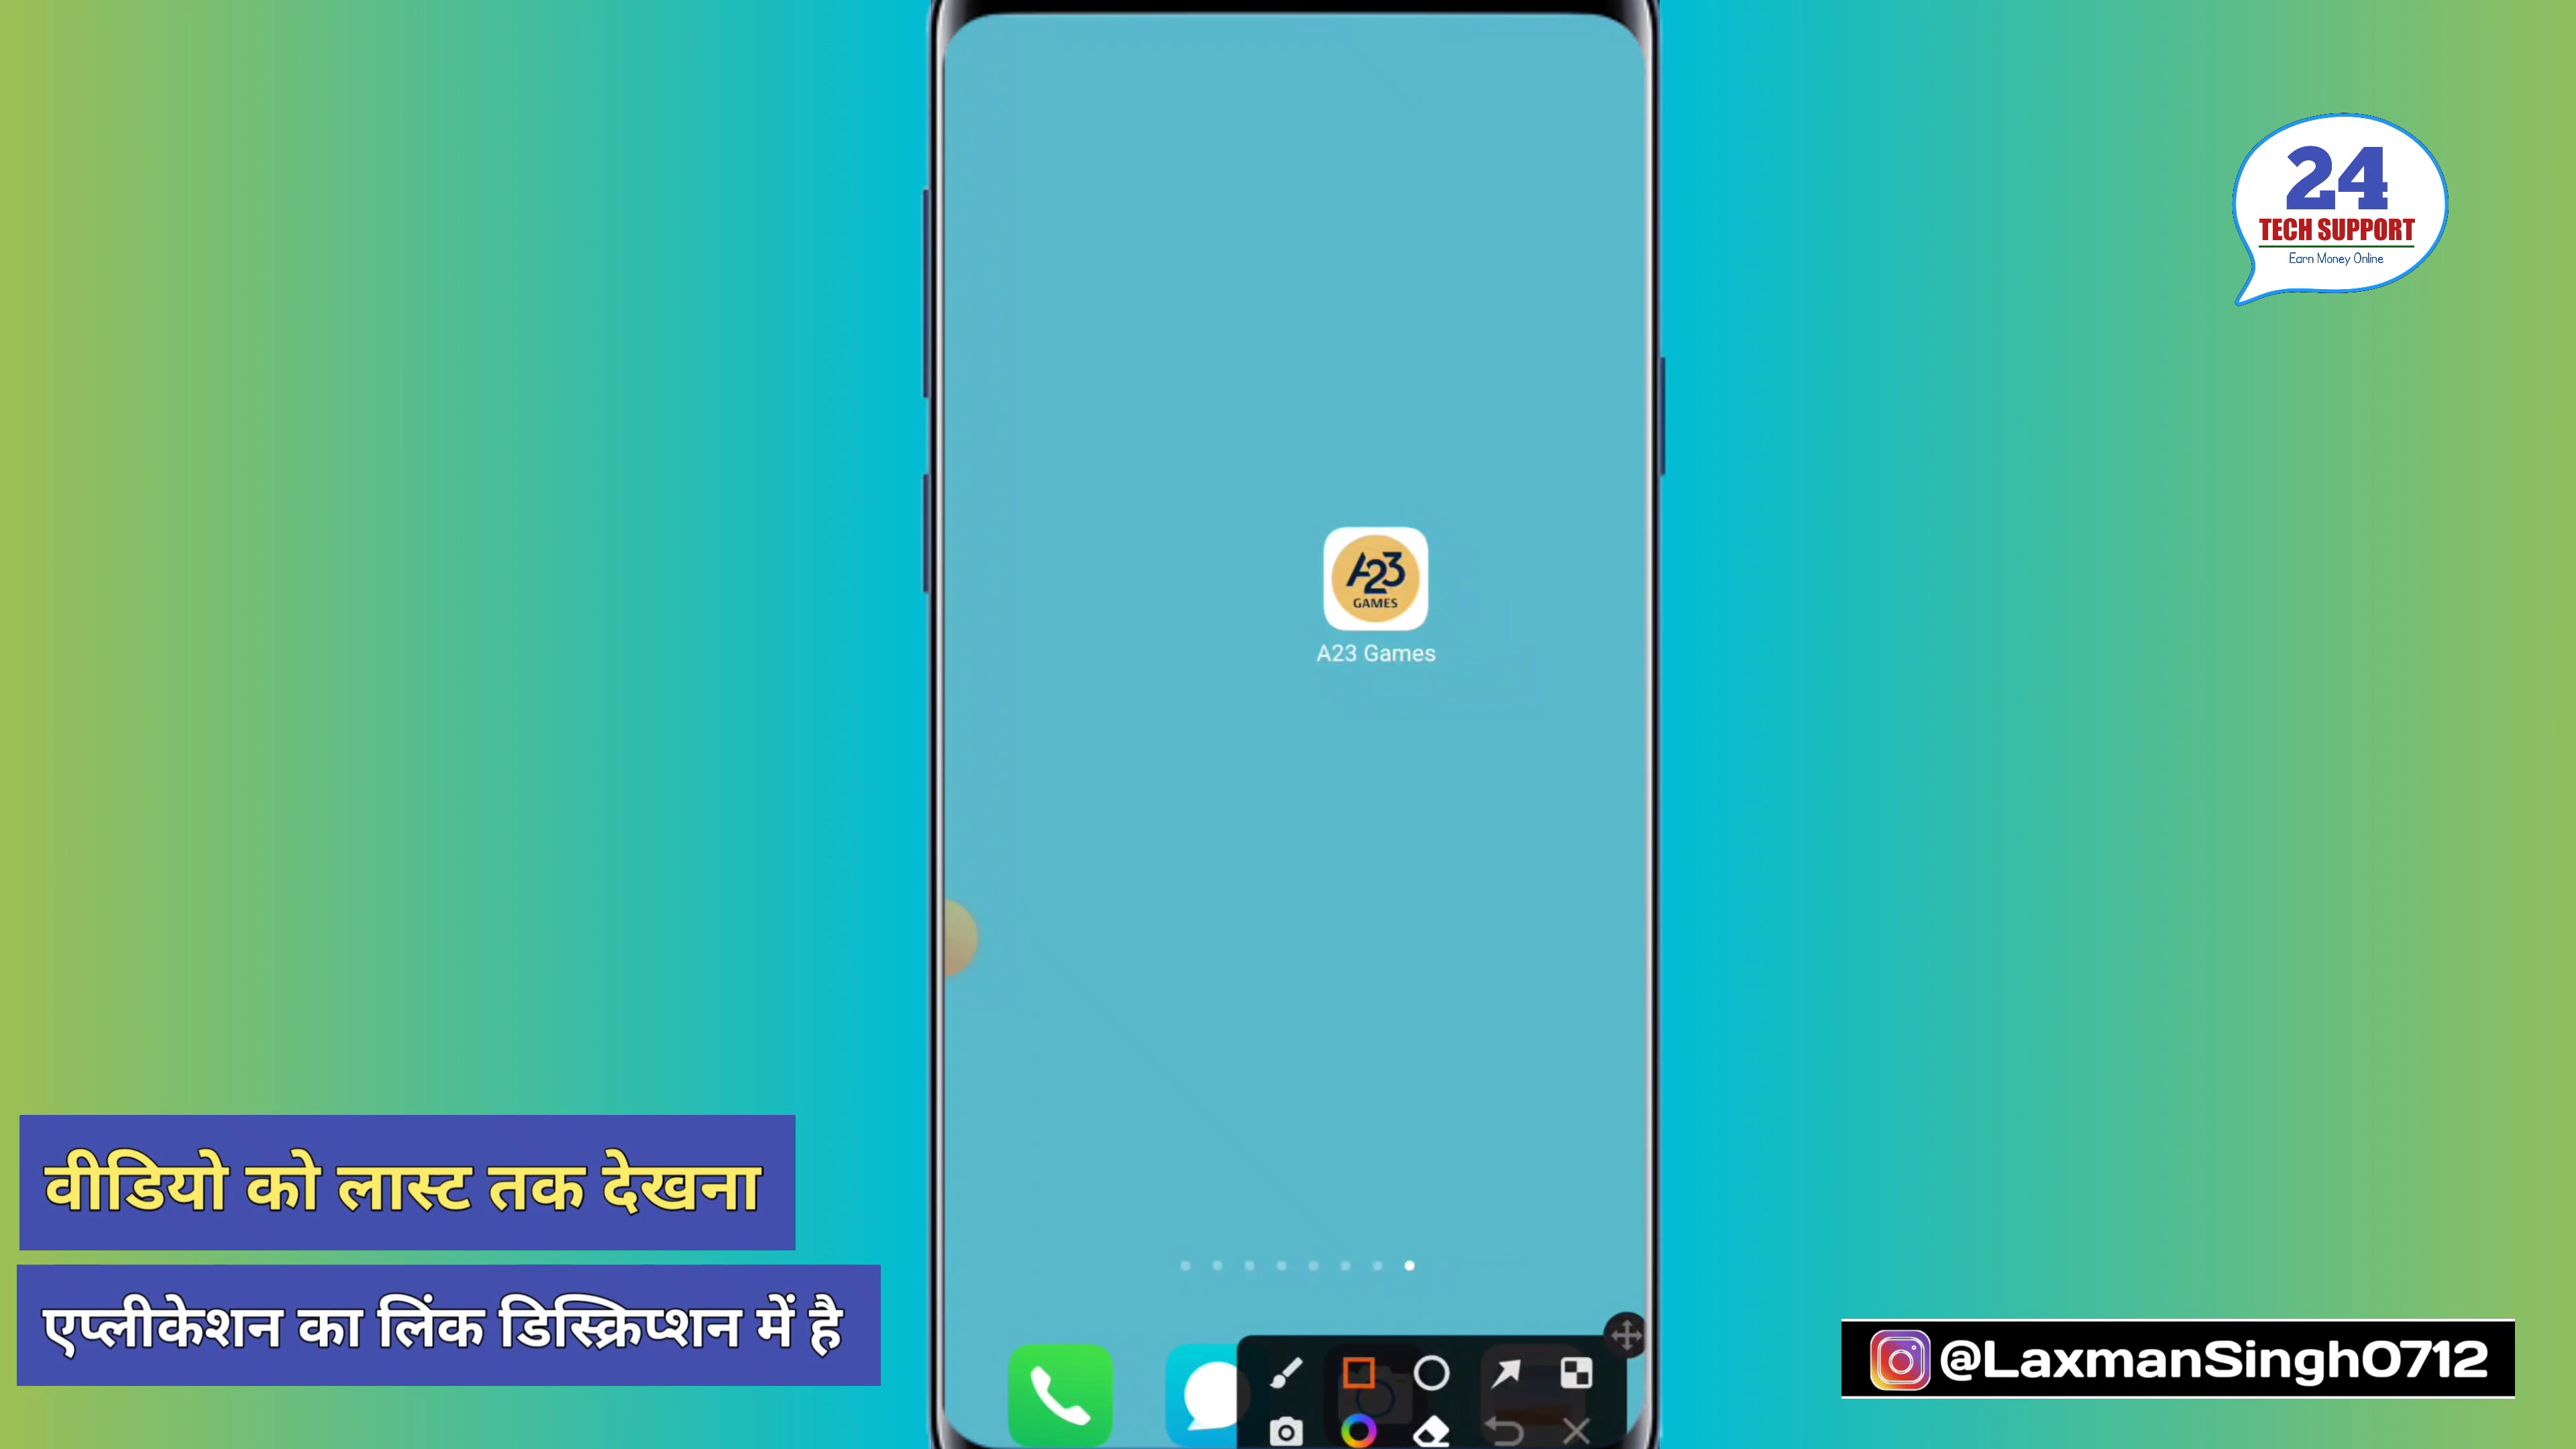 24
TECH SUPPORT
Earn Money Online
A23
GAMES
A23 Games
वीडियो को लास्ट तक देखना
एप्लीकेशन का लिंक डिस्क्रिप्शन में है
@LaxmanSingh0712